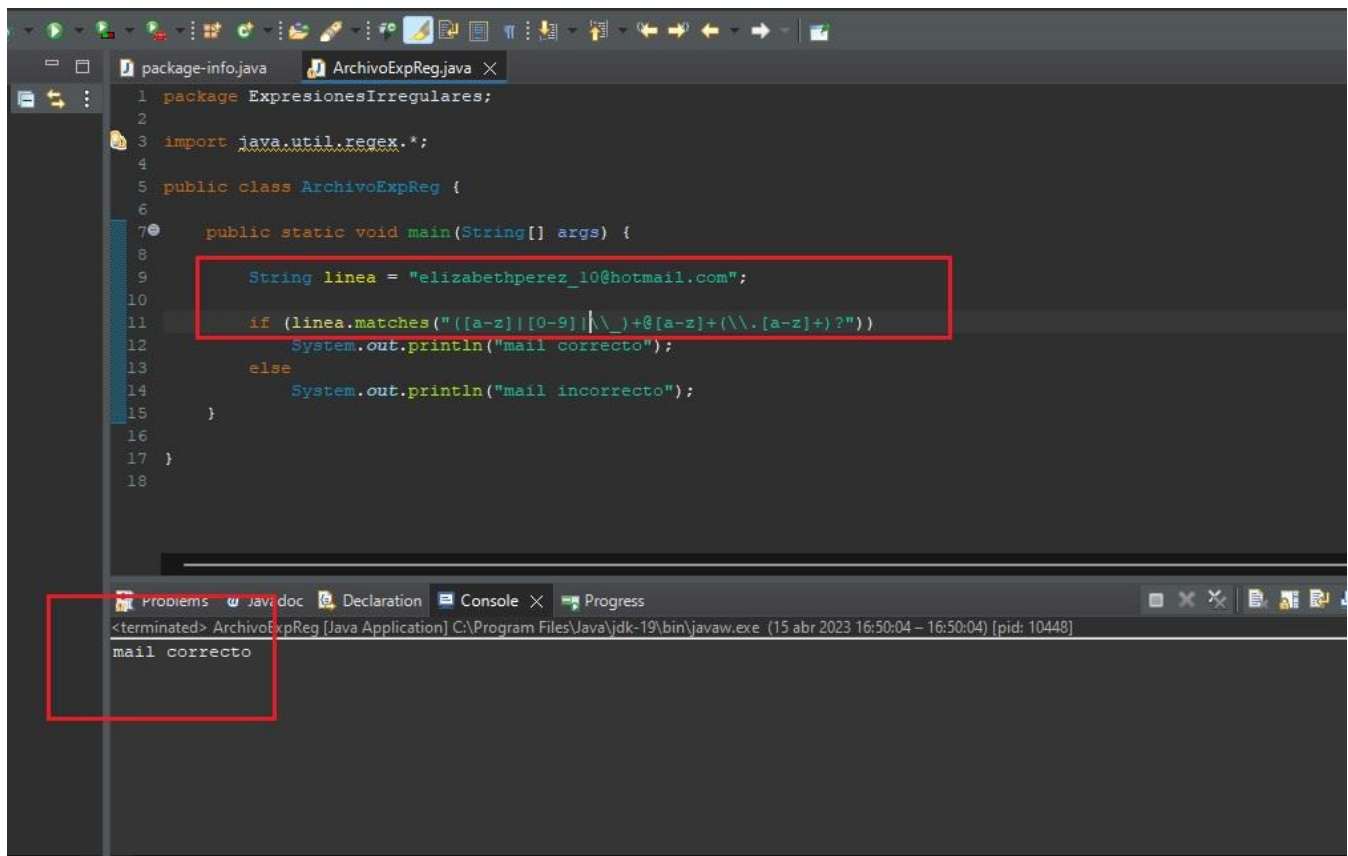 package-info.java ArchivoExpReg.java
1 package ExpresionesIrregulares;
2
3 import java.util.regex.*;
4
5 public class ArchivoExpReg {
6
7 public static void main(String[] args) {
8
9 String linea = "elizabethperez_10@hotmail.com";
10
11 if (linea.matches("([a-z]|[0-9]|\\_)+@[a-z]+(\\.[a-z]+)?"))
12 System.out.println("mail correcto");
13 else
14 System.out.println("mail incorrecto");
15 }
16
17 }
18
Problems Javadoc Declaration Console Progress
<terminated> ArchivoExpReg [Java Application] C:\Program Files\Java\jdk-19\bin\javaw.exe (15 abr 2023 16:50:04 – 16:50:04) [pid: 10448]
mail correcto